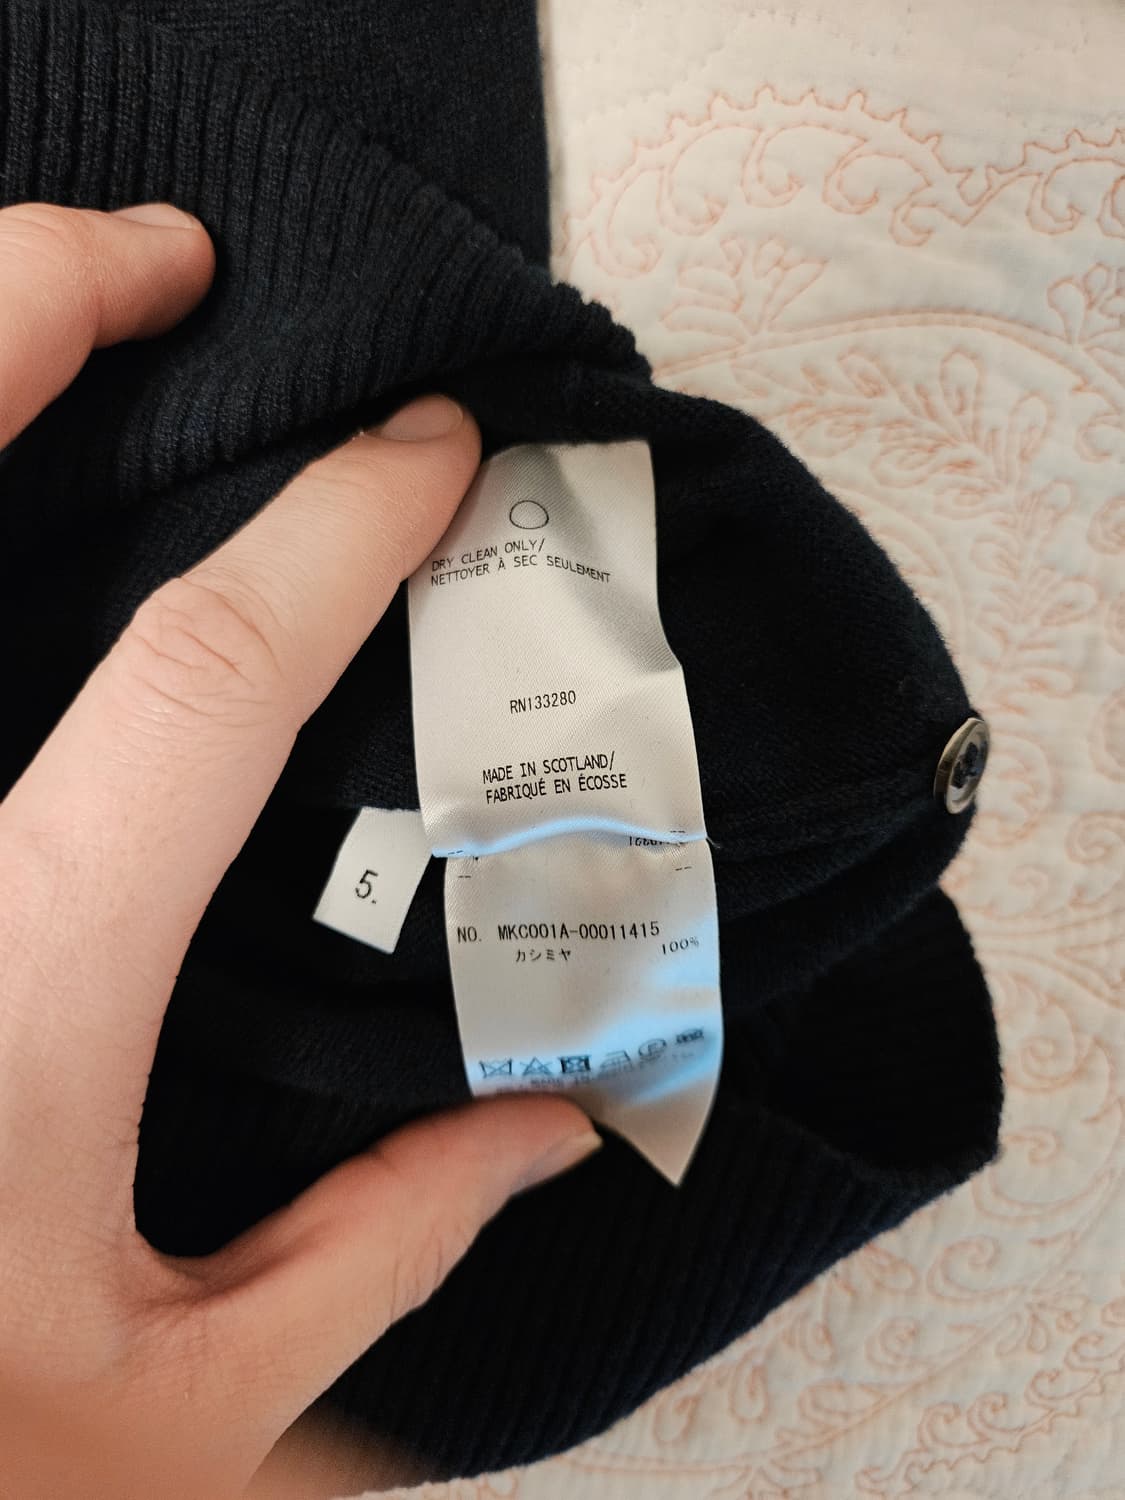 DRY CLEAN ONLY/
NETTOYER À SEC SEULEMENT
RN133280
MADE IN SCOTLAND/
FABRIQUÉ EN ÉCOSSE
5.
NO. MKC001A-00011415
カシミヤ 100%